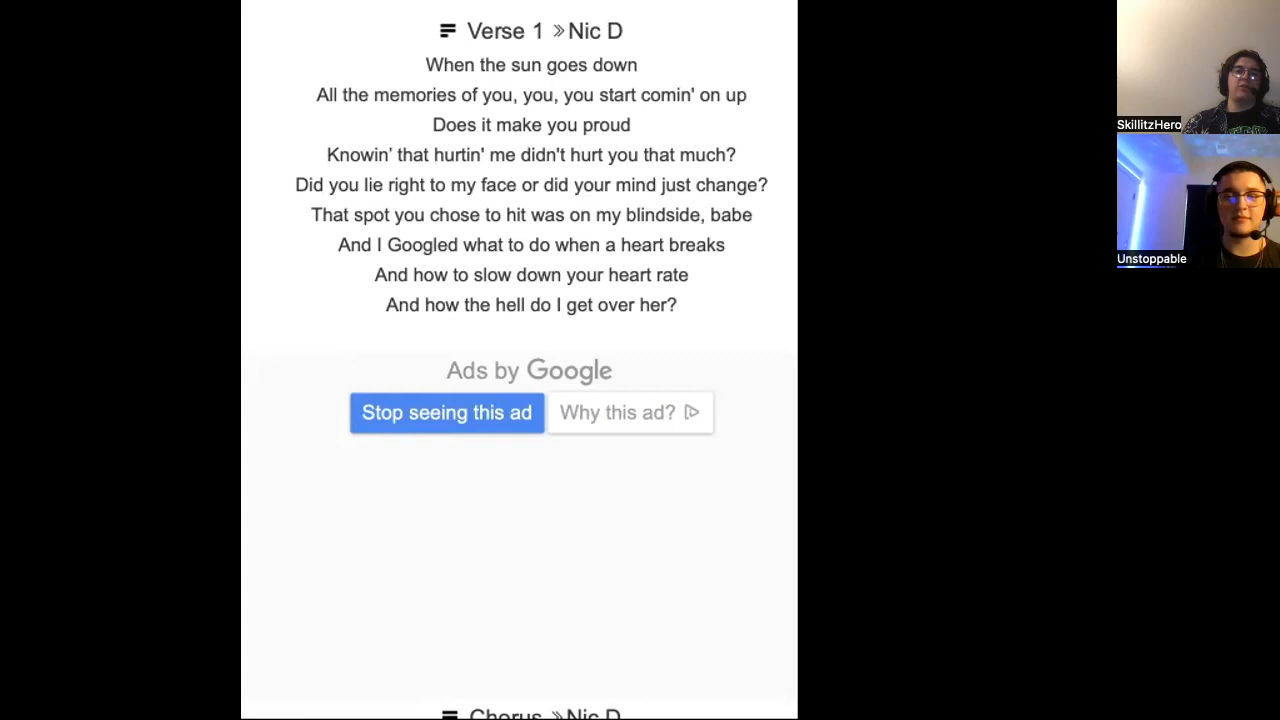 Verse 1 Nic D
When the sun goes down
All the memories of you, you, you start comin' on up
Does it make you proud
Knowin' that hurtin' me didn't hurt you that much?
Did you lie right to my face or did your mind just change?
That spot you chose to hit was on my blindside, babe
And I Googled what to do when a heart breaks
And how to slow down your heart rate
And how the hell do I get over her?
Ads by Google
Stop seeing this ad
Why this ad?
Chorus Nic D
SkillitzHero
Unstoppable